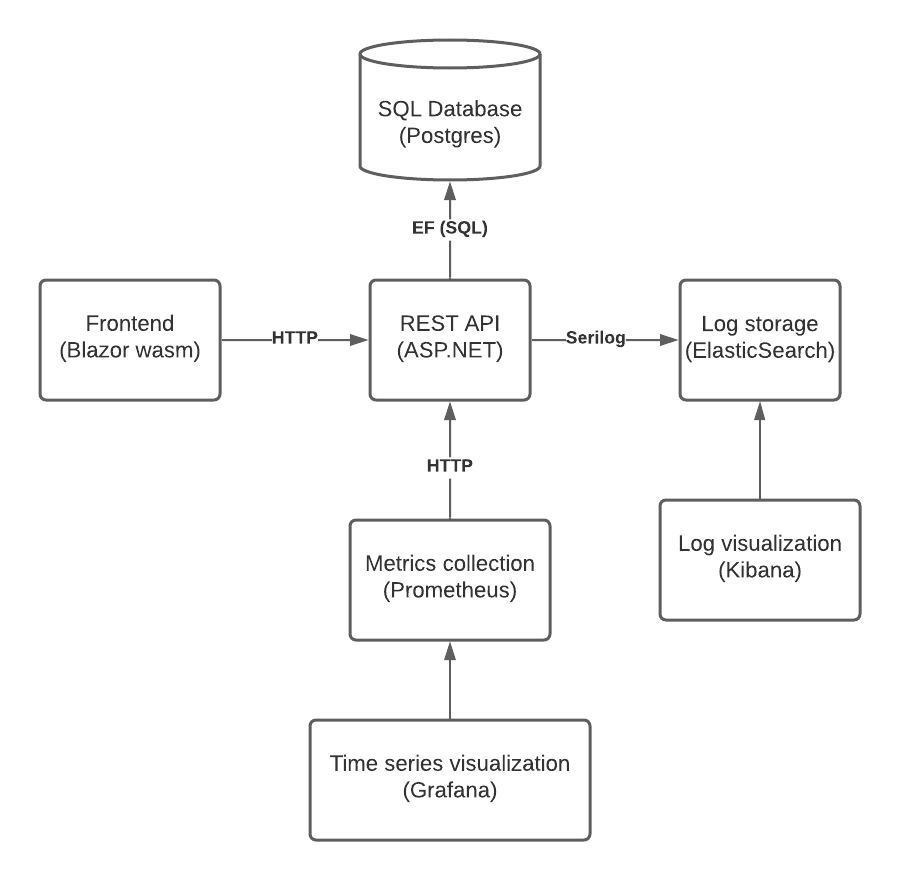 SQL Database
(Postgres)
EF (SQL)
Frontend
(Blazor wasm)
HTTP
REST API
(ASP.NET)
Serilog
Log storage
(ElasticSearch)
HTTP
Metrics collection
(Prometheus)
Log visualization
(Kibana)
Time series visualization
(Grafana)